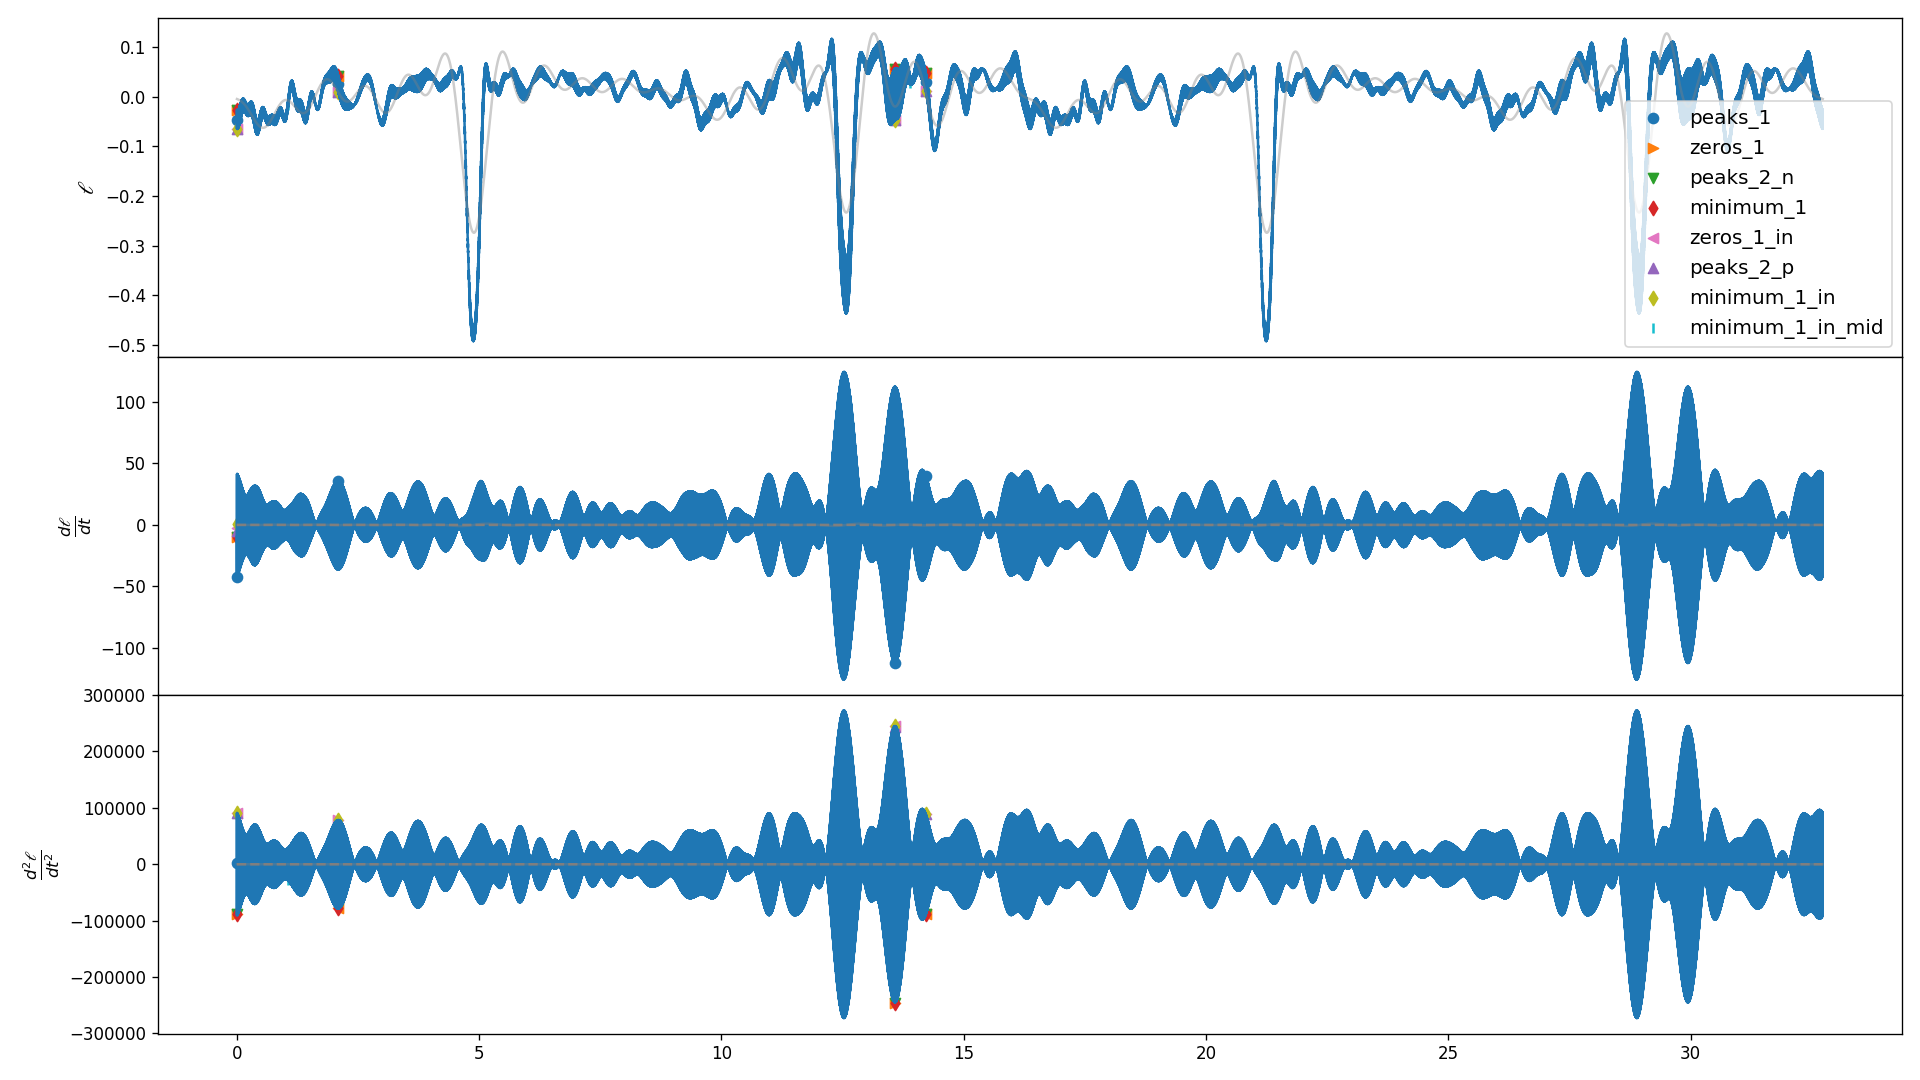 0.1
0.0
−0.1
−0.2
−0.3
−0.4
−0.5
ℓ
peaks_1
zeros_1
peaks_2_n
minimum_1
zeros_1_in
peaks_2_p
minimum_1_in
minimum_1_in_mid
100
50
0
−50
−100
dℓ
dt
300000
200000
100000
0
−100000
−200000
−300000
d²ℓ
dt²
0 5 10 15 20 25 30